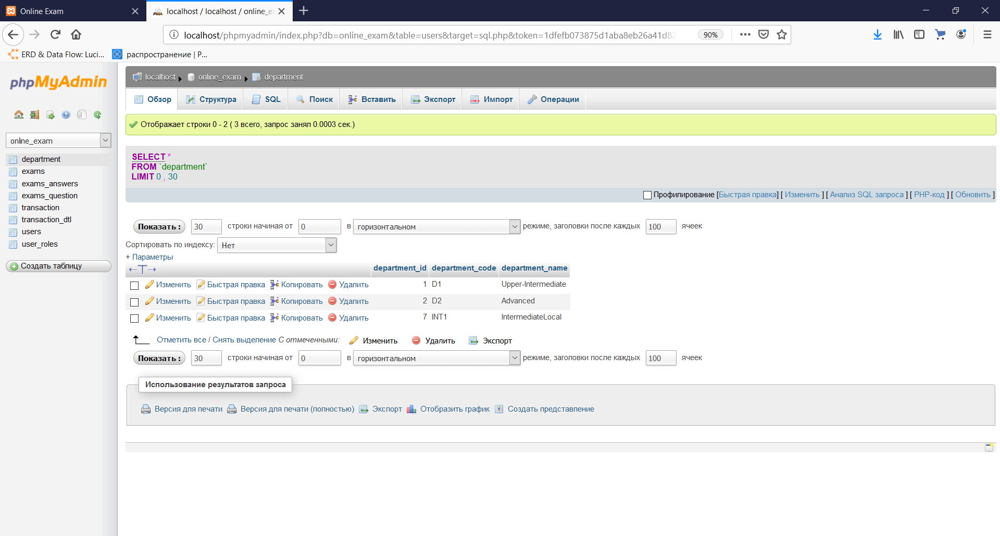 Online Exam
localhost / localhost / online_e
localhost/phpmyadmin/index.php?db=online_exam&table=users&target=sql.php&token=1dfefb073875d1aba8eb26a41d82
90%
ERD & Data Flow: Luci...
распространение | Р...
phpMyAdmin
online_exam
department
exams
exams_answers
exams_question
transaction
transaction_dtl
users
user_roles
Создать таблицу
localhost ▸ online_exam ▸ department
Обзор Структура SQL Поиск Вставить Экспорт Импорт Операции
Отображает строки 0 - 2 ( 3 всего, запрос занял 0.0003 сек.)
SELECT *
FROM `department`
LIMIT 0 , 30
Профилирование [Быстрая правка] [ Изменить ] [ Анализ SQL запроса ] [ PHP-код ] [ Обновить ]
Показать : 30 строки начиная от 0 в горизонтальном режиме, заголовки после каждых 100 ячеек
Сортировать по индексу: Нет
+ Параметры
←T→ department_id department_code department_name
Изменить Быстрая правка Копировать Удалить 1 D1 Upper-Intermediate
Изменить Быстрая правка Копировать Удалить 2 D2 Advanced
Изменить Быстрая правка Копировать Удалить 7 INT1 IntermediateLocal
Отметить все / Снять выделение С отмеченными: Изменить Удалить Экспорт
Показать : 30 строки начиная от 0 в горизонтальном режиме, заголовки после каждых 100 ячеек
Использование результатов запроса
Версия для печати Версия для печати (полностью) Экспорт Отобразить график Создать представление